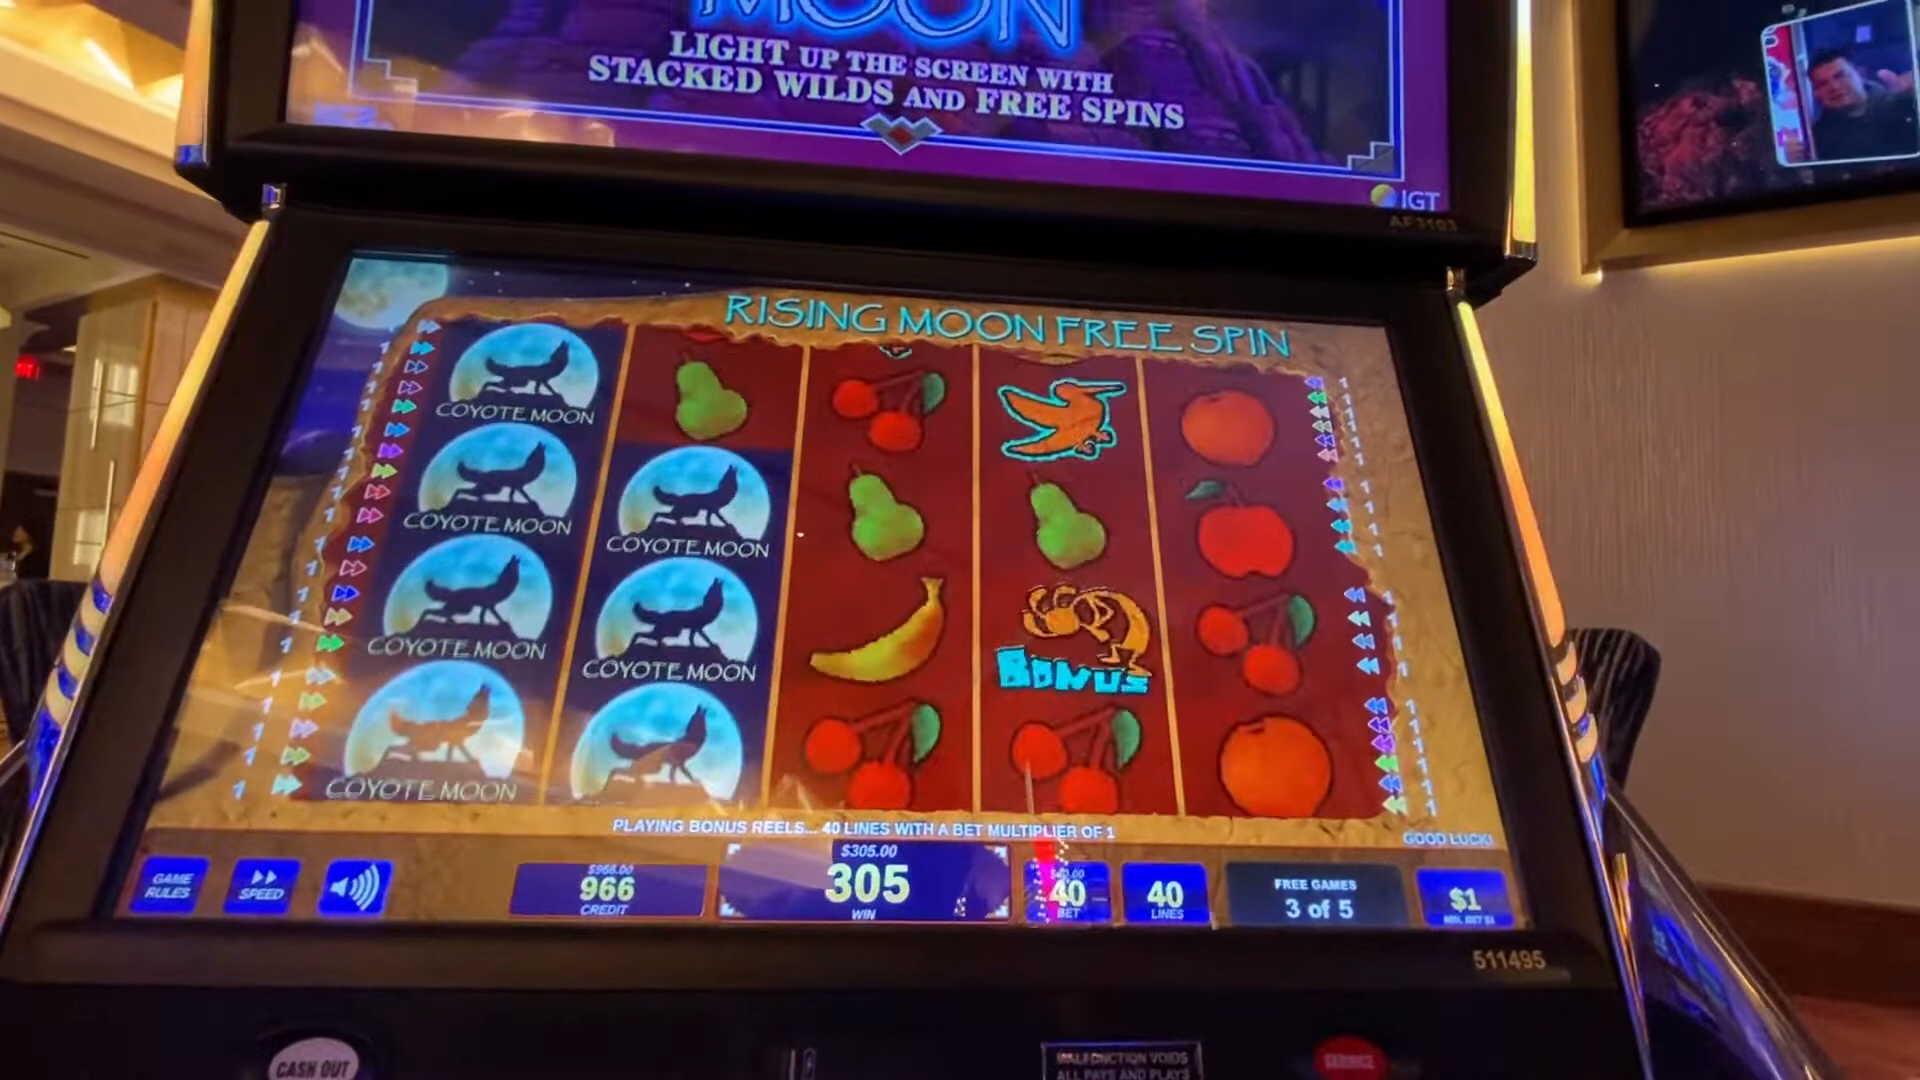 MOON
LIGHT UP THE SCREEN WITH
STACKED WILDS AND FREE SPINS
IGT
AF3103
RISING MOON FREE SPIN
COYOTE MOON
COYOTE MOON
COYOTE MOON
COYOTE MOON
COYOTE MOON
COYOTE MOON
BONUS
PLAYING BONUS REELS... 40 LINES WITH A BET MULTIPLIER OF 1
GOOD LUCK!
GAME
RULES
SPEED
$966.00
966
CREDIT
$305.00
305
WIN
40
BET
40
LINES
FREE GAMES
3 of 5
$1
511495
CASH OUT
MALFUNCTION VOIDS
ALL PAYS AND PLAYS
SERVICE